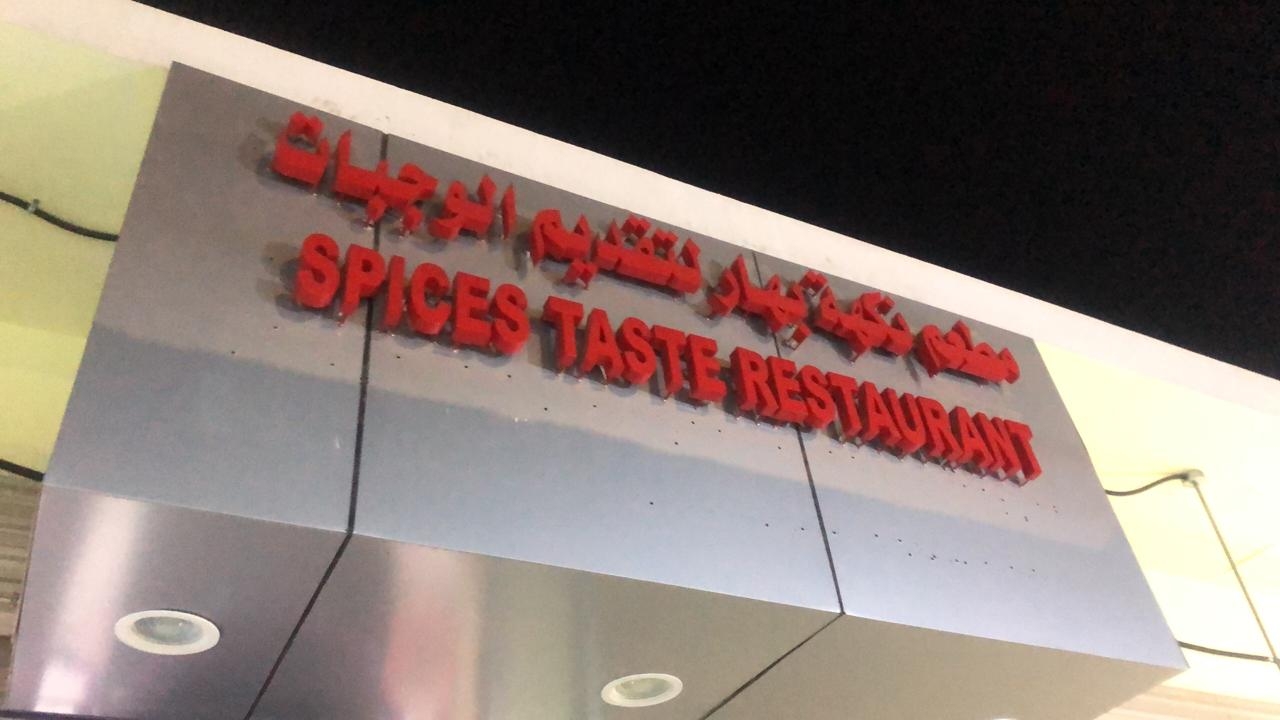 مطعم نكهة بهار لتقديم الوجبات
SPICES TASTE RESTAURANT